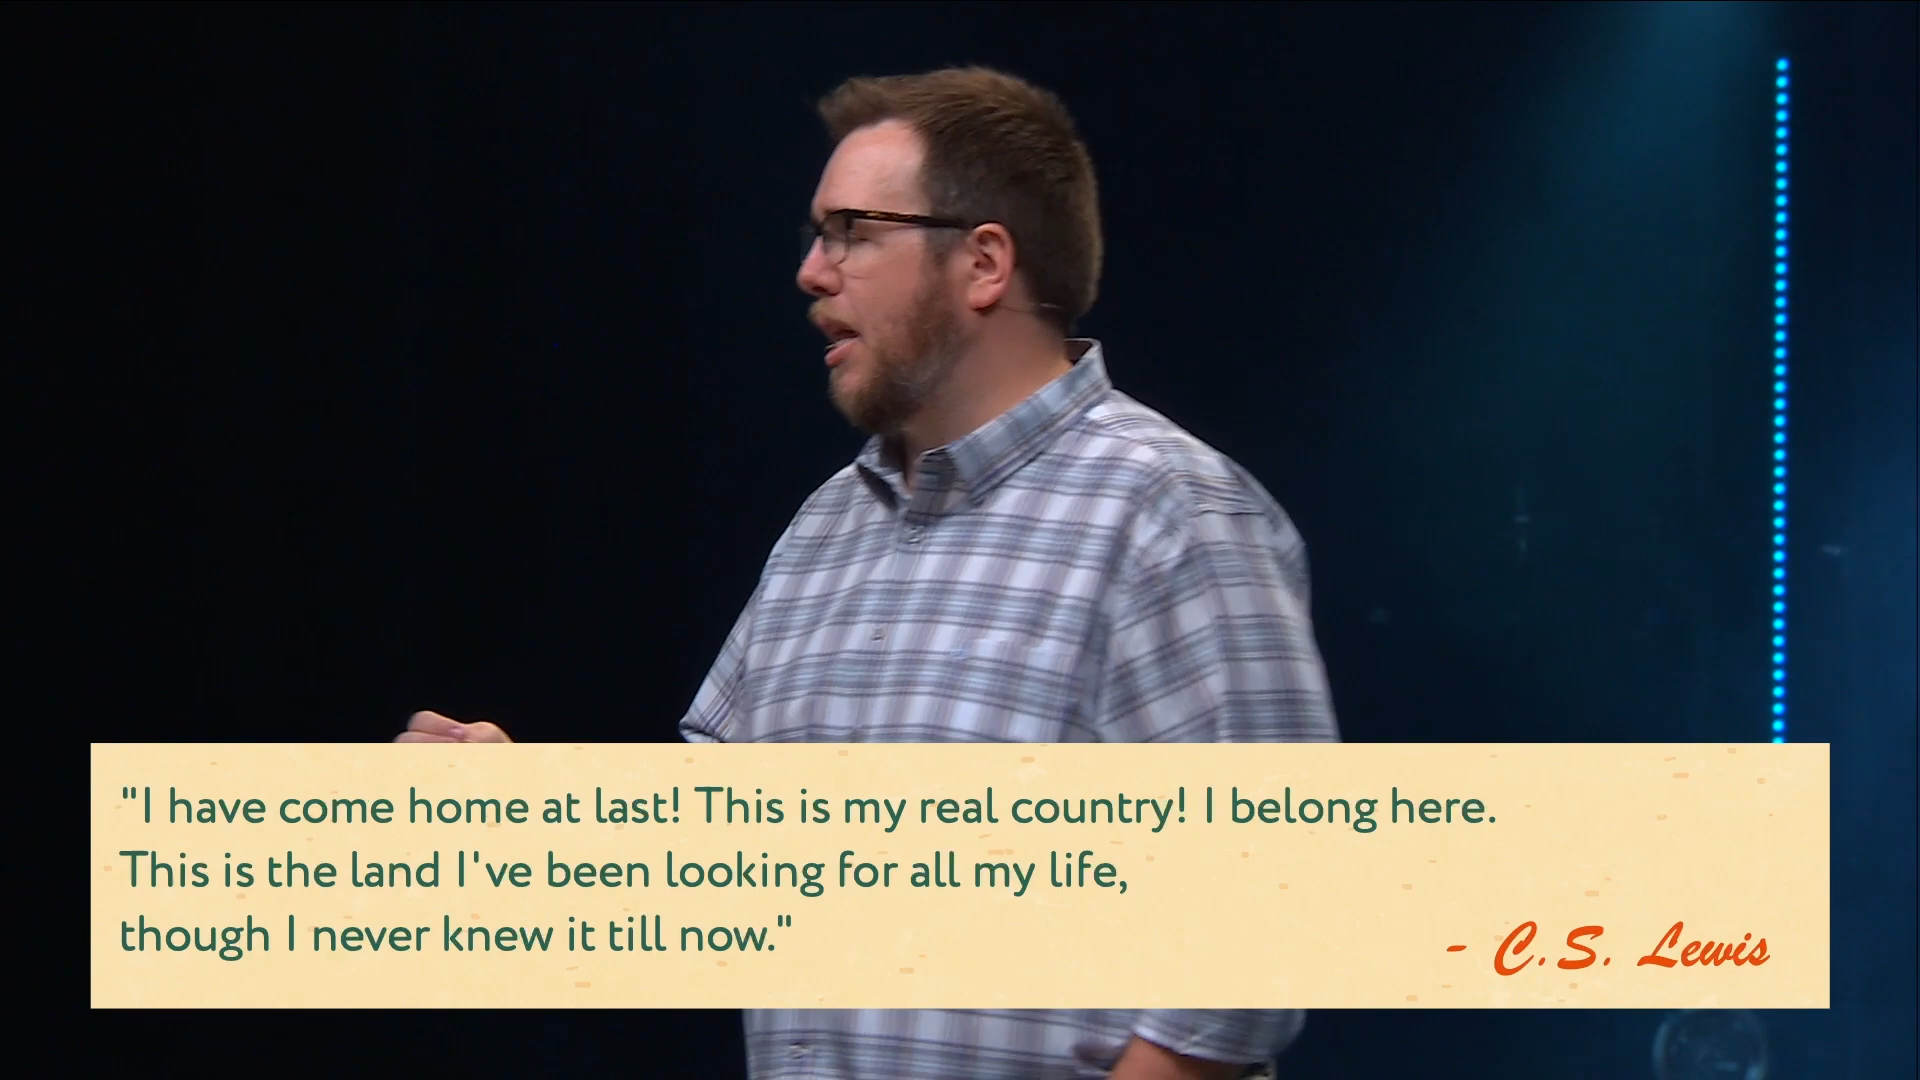 "I have come home at last! This is my real country! I belong here.
This is the land I've been looking for all my life,
though I never knew it till now."
- C.S. Lewis